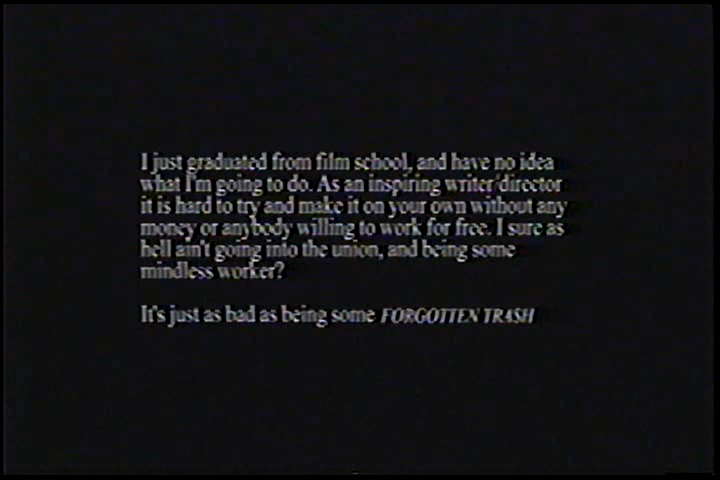 I just graduated from film school, and have no idea
what I'm going to do. As an inspiring writer/director
it is hard to try and make it on your own without any
money or anybody willing to work for free. I sure as
hell ain't going into the union, and being some
mindless worker?
It's just as bad as being some FORGOTTEN TRASH